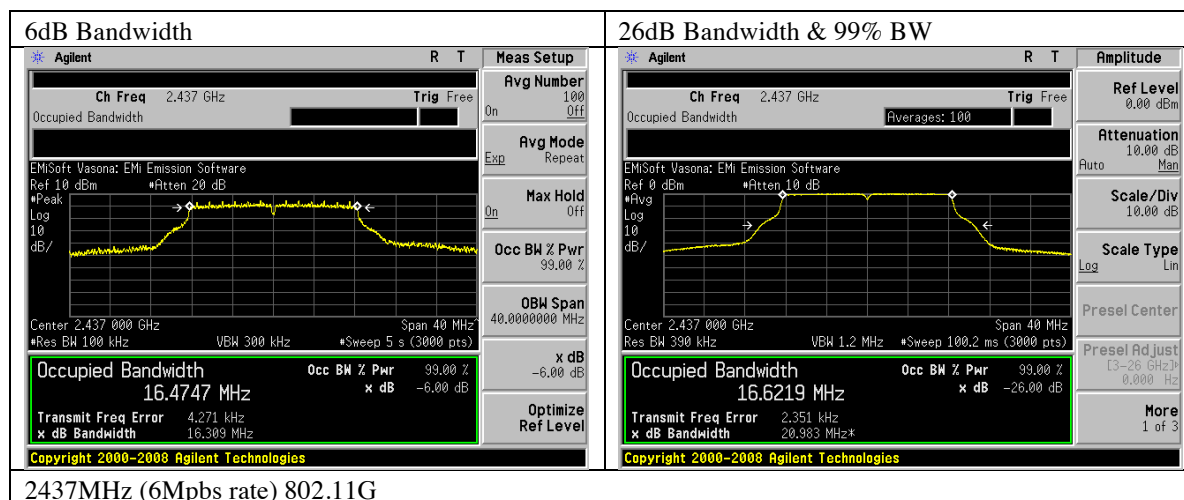 6dB Bandwidth
Agilent R T
Ch Freq 2.437 GHz Trig Free
Occupied Bandwidth
EMiSoft Vasona: EMi Emission Software
Ref 10 dBm #Atten 20 dB
#Peak
Log
10
dB/
Center 2.437 000 GHz Span 40 MHz^
#Res BW 100 kHz VBW 300 kHz #Sweep 5 s (3000 pts)
Occupied Bandwidth Occ BW % Pwr 99.00 %
16.4747 MHz x dB -6.00 dB
Transmit Freq Error 4.271 kHz
x dB Bandwidth 16.309 MHz
Copyright 2000-2008 Agilent Technologies
Meas Setup
Avg Number
100
On Off
Avg Mode
Exp Repeat
Max Hold
On Off
Occ BW % Pwr
99.00 %
OBW Span
40.0000000 MHz
x dB
-6.00 dB
Optimize
Ref Level
26dB Bandwidth & 99% BW
Agilent R T
Ch Freq 2.437 GHz Trig Free
Occupied Bandwidth Averages: 100
EMiSoft Vasona: EMi Emission Software
Ref 0 dBm #Atten 10 dB
#Avg
Log
10
dB/
Center 2.437 000 GHz Span 40 MHz
Res BW 390 kHz VBW 1.2 MHz #Sweep 100.2 ms (3000 pts)
Occupied Bandwidth Occ BW % Pwr 99.00 %
16.6219 MHz x dB -26.00 dB
Transmit Freq Error 2.351 kHz
x dB Bandwidth 20.983 MHz*
Copyright 2000-2008 Agilent Technologies
Amplitude
Ref Level
0.00 dBm
Attenuation
10.00 dB
Auto Man
Scale/Div
10.00 dB
Scale Type
Log Lin
Presel Center
Presel Adjust
[3-26 GHz]
0.000 Hz
More
1 of 3
2437MHz (6Mpbs rate) 802.11G